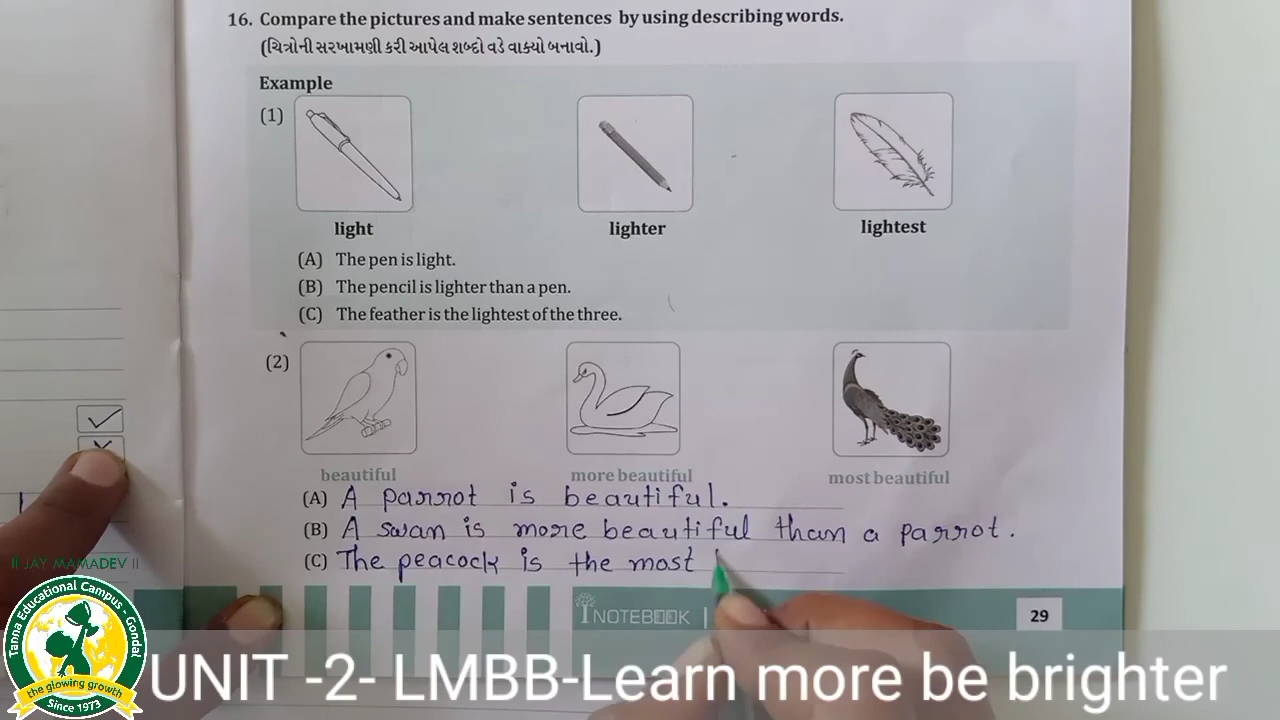 16. Compare the pictures and make sentences by using describing words.
(ચિત્રોની સરખામણી કરી આપેલ શબ્દો વડે વાક્યો બનાવો.)
Example
(1)
light lighter lightest
(A) The pen is light.
(B) The pencil is lighter than a pen.
(C) The feather is the lightest of the three.
(2)
beautiful more beautiful most beautiful
(A) A parrot is beautiful.
(B) A swan is more beautiful than a parrot.
(C) The peacock is the most
NOTEBOOK | 29
|| JAY MAMADEV ||
Tanna Educational Campus - Gondal
the glowing growth
Since 1973
UNIT -2- LMBB-Learn more be brighter